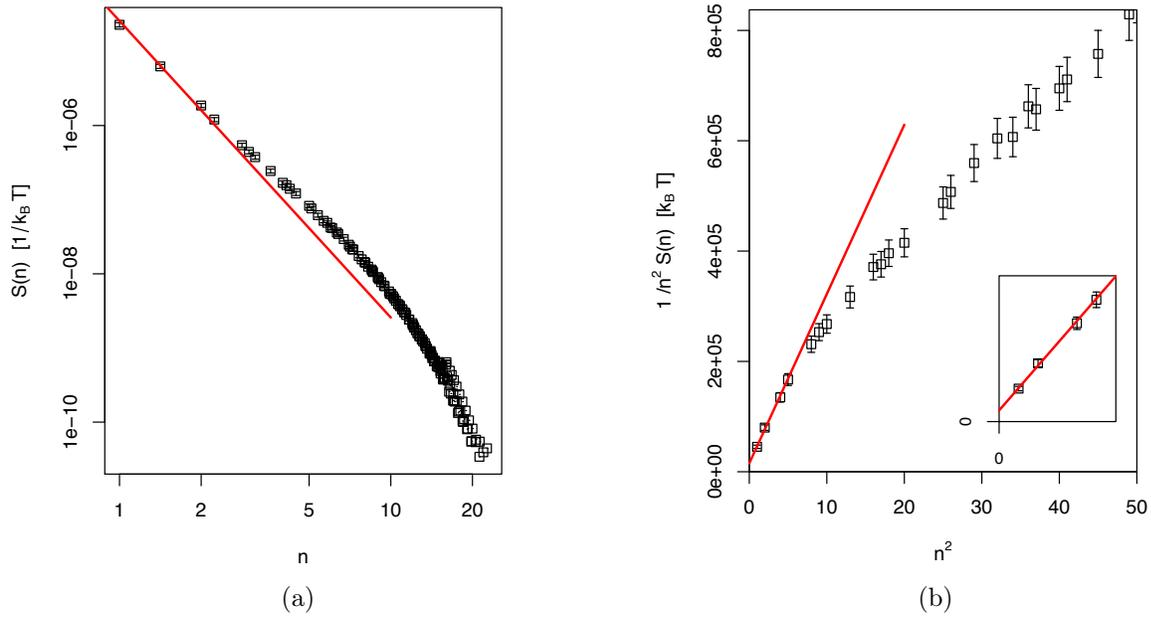 S(n) [1/k_B T]
1e−06
1e−08
1e−10
1
2
5
10
20
n
(a)
1 /n² S(n) [k_B T]
8e+05
6e+05
4e+05
2e+05
0e+00
0
0
0
10
20
30
40
50
n²
(b)